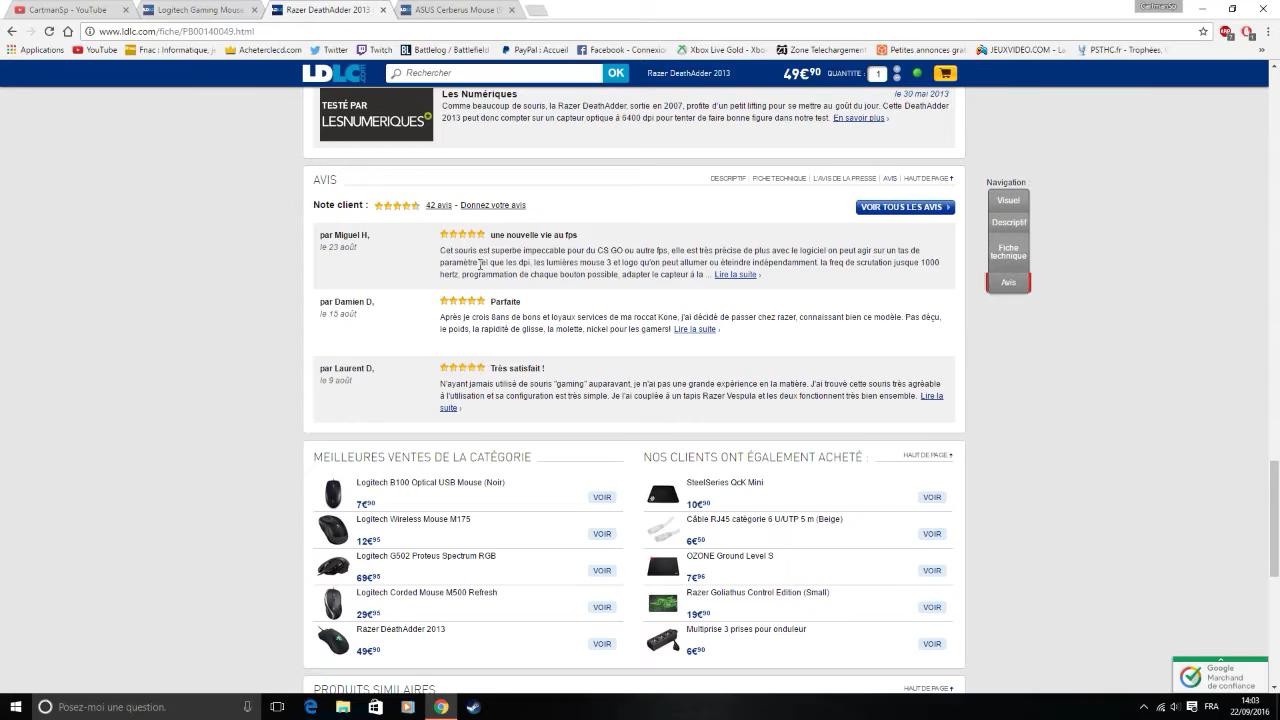 CartmanSp - YouTube
Logitech Gaming Mouse
Razer DeathAdder 2013
ASUS Cerberus Mouse (
CartmanSp
www.ldlc.com/fiche/PB00140049.html
Applications YouTube Fnac : Informatique, je Acheterclecd.com Twitter Twitch Battlelog / Battlefield PayPal : Accueil Facebook - Connexion Xbox Live Gold - Xbox Zone Telechargement Petites annonces grat JEUXVIDEO.COM - La PSTHC.fr - Trophées, »
LDLC.com Rechercher OK Razer DeathAdder 2013 49€90 QUANTITE : 1
TESTÉ PAR
LESNUMERIQUES
Les Numériques le 30 mai 2013
Comme beaucoup de souris, la Razer DeathAdder, sortie en 2007, profite d'un petit lifting pour se mettre au goût du jour. Cette DeathAdder
2013 peut donc compter sur un capteur optique à 6400 dpi pour tenter de faire bonne figure dans notre test. En savoir plus ›
AVIS DESCRIPTIF | FICHE TECHNIQUE | L'AVIS DE LA PRESSE | AVIS | HAUT DE PAGE
Note client : 42 avis - Donnez votre avis VOIR TOUS LES AVIS ›
par Miguel H, une nouvelle vie au fps
le 23 août
Cet souris est superbe impeccable pour du CS GO ou autre fps, elle est très précise de plus avec le logiciel on peut agir sur un tas de
paramètre tel que les dpi, les lumières mouse 3 et logo qu'on peut allumer ou éteindre indépendamment. la freq de scrutation jusque 1000
hertz, programmation de chaque bouton possible, adapter le capteur à la ... Lire la suite ›
par Damien D, Parfaite
le 15 août
Après je crois 8ans de bons et loyaux services de ma roccat Kone, j'ai décidé de passer chez razer, connaissant bien ce modèle. Pas déçu,
le poids, la rapidité de glisse, la molette, nickel pour les gamers! Lire la suite ›
par Laurent D, Très satisfait !
le 9 août
N'ayant jamais utilisé de souris "gaming" auparavant, je n'ai pas une grande expérience en la matière. J'ai trouvé cette souris très agréable
à l'utilisation et sa configuration est très simple. Je l'ai couplée à un tapis Razer Vespula et les deux fonctionnent très bien ensemble. Lire la
suite ›
Navigation :
Visuel
Descriptif
Fiche
technique
Avis
MEILLEURES VENTES DE LA CATÉGORIE
Logitech B100 Optical USB Mouse (Noir)
7€90 VOIR
Logitech Wireless Mouse M175
12€95 VOIR
Logitech G502 Proteus Spectrum RGB
69€95 VOIR
Logitech Corded Mouse M500 Refresh
29€95 VOIR
Razer DeathAdder 2013
49€90 VOIR
NOS CLIENTS ONT ÉGALEMENT ACHETÉ : HAUT DE PAGE
SteelSeries QcK Mini
10€90 VOIR
Câble RJ45 catégorie 6 U/UTP 5 m (Beige)
6€50 VOIR
OZONE Ground Level S
7€96 VOIR
Razer Goliathus Control Edition (Small)
19€90 VOIR
Multiprise 3 prises pour onduleur
6€90 VOIR
PRODUITS SIMILAIRES HAUT DE PAGE
Google
Marchand
de confiance
Posez-moi une question.
FRA
14:03
22/09/2016